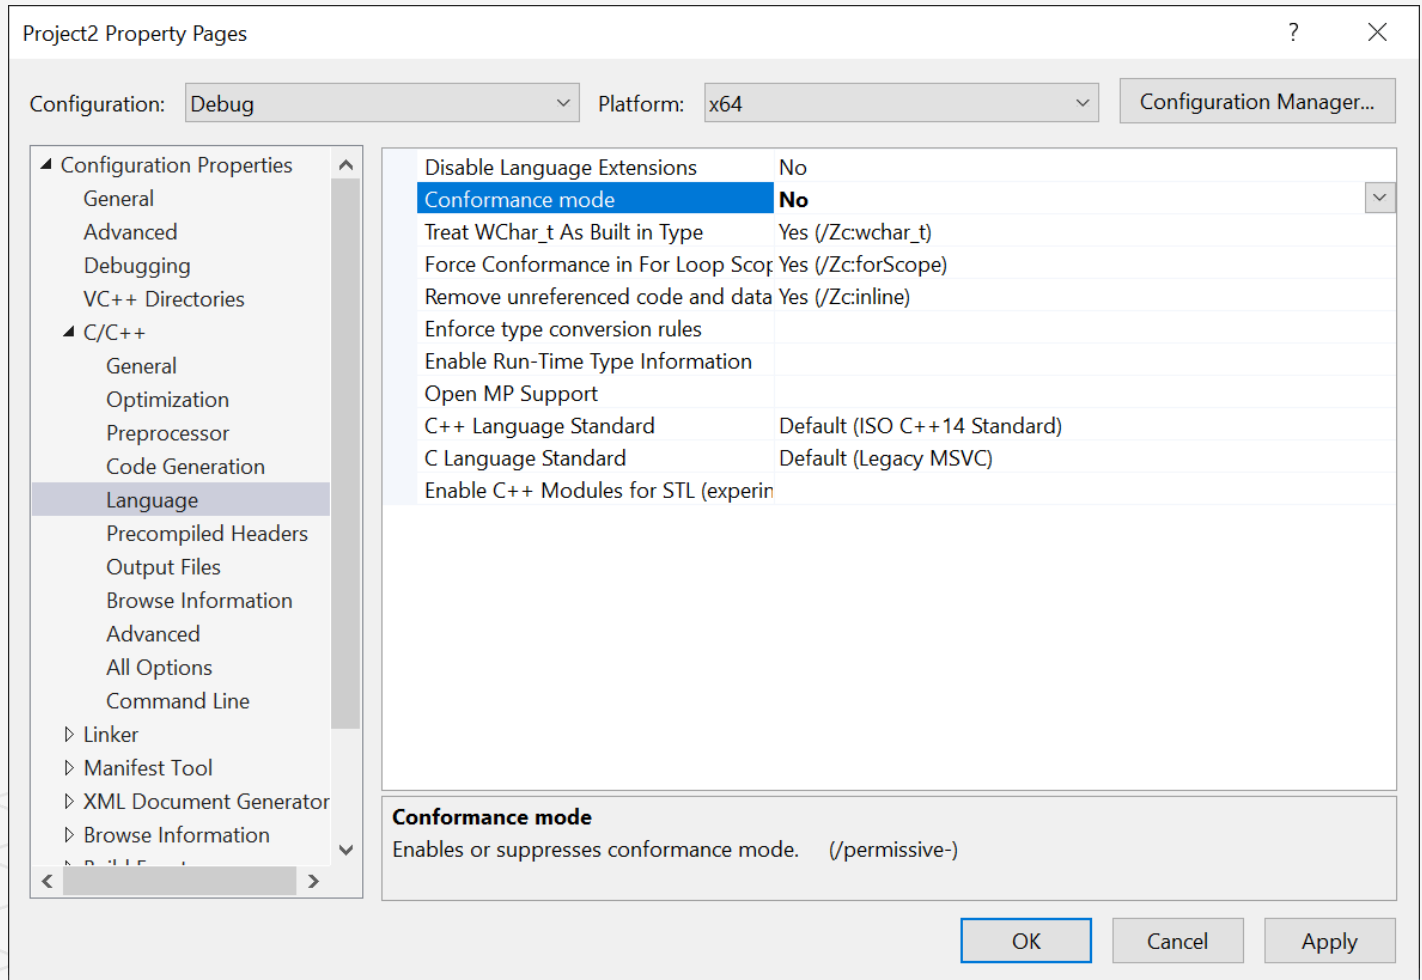 Project2 Property Pages
?
Configuration: Debug Platform: x64 Configuration Manager...
Configuration Properties
General
Advanced
Debugging
VC++ Directories
C/C++
General
Optimization
Preprocessor
Code Generation
Language
Precompiled Headers
Output Files
Browse Information
Advanced
All Options
Command Line
Linker
Manifest Tool
XML Document Generator
Browse Information
Disable Language Extensions No
Conformance mode No
Treat WChar_t As Built in Type Yes (/Zc:wchar_t)
Force Conformance in For Loop Scop Yes (/Zc:forScope)
Remove unreferenced code and data Yes (/Zc:inline)
Enforce type conversion rules
Enable Run-Time Type Information
Open MP Support
C++ Language Standard Default (ISO C++14 Standard)
C Language Standard Default (Legacy MSVC)
Enable C++ Modules for STL (experin
Conformance mode
Enables or suppresses conformance mode. (/permissive-)
OK Cancel Apply